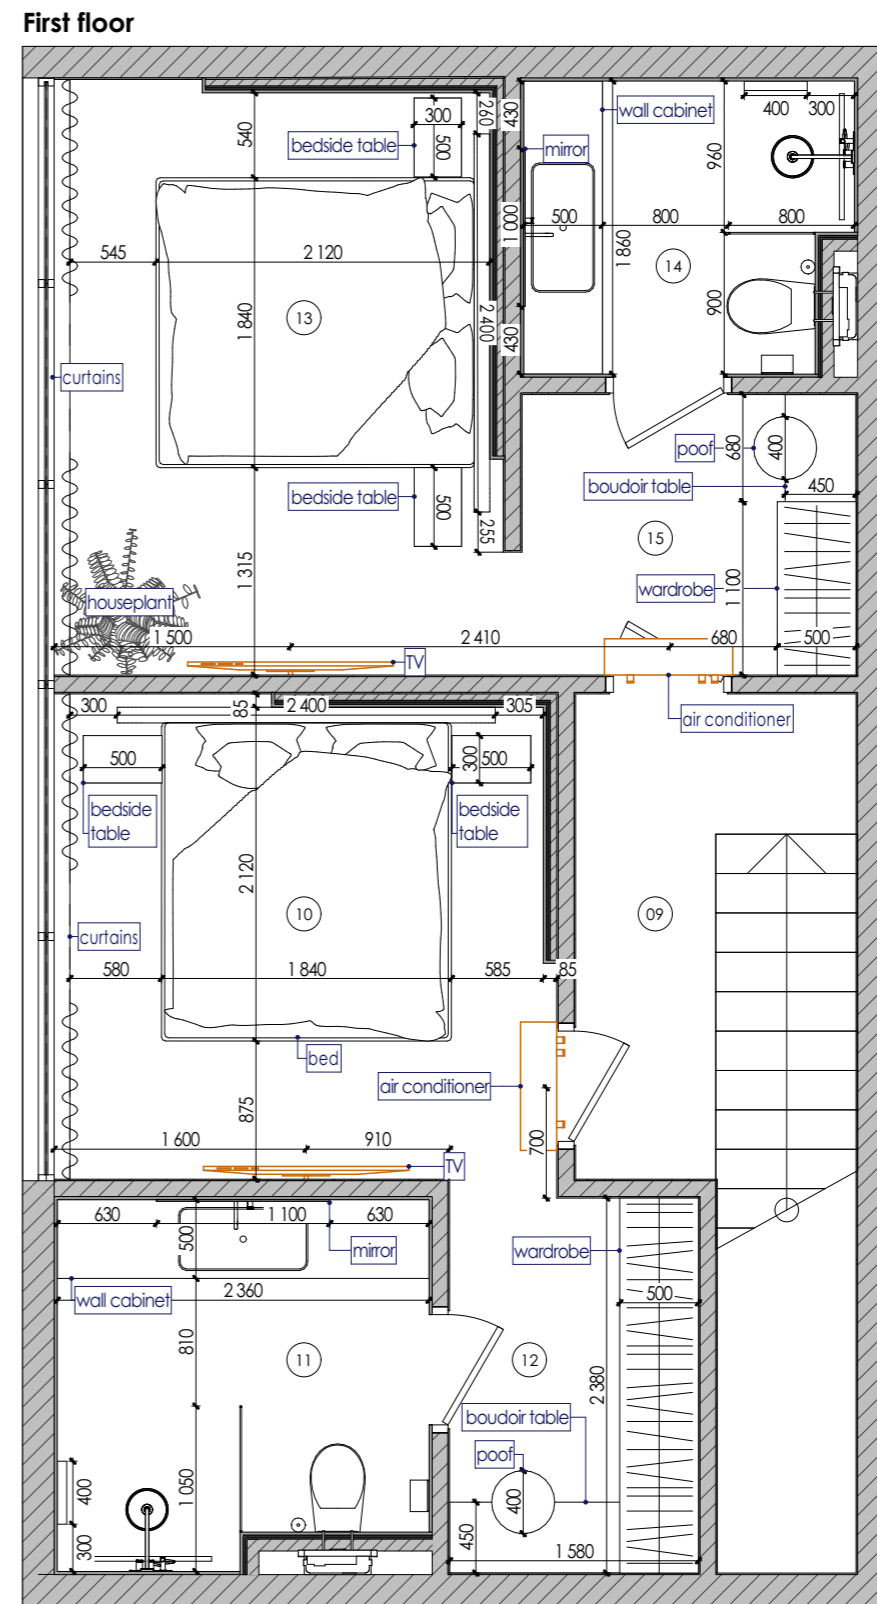 First floor
260
430
wall cabinet
300
400
300
540
bedside table
500
mirror
960
1 000
500
800
800
545
2 120
1 860
14
900
13
1 840
2 400
430
curtains
680
400
poof
boudoir table
450
bedside table
500
255
15
1 315
1 100
wardrobe
houseplant
1 500
2 410
680
500
TV
300
85
2 400
305
air conditioner
500
300
500
bedside
table
bedside
table
2 120
10
09
curtains
580
1 840
585
85
bed
air conditioner
875
1 600
910
700
TV
630
1 100
630
500
mirror
wardrobe
2 360
500
wall cabinet
810
11
12
2 380
boudoir table
poof
1 050
400
400
450
300
1 580